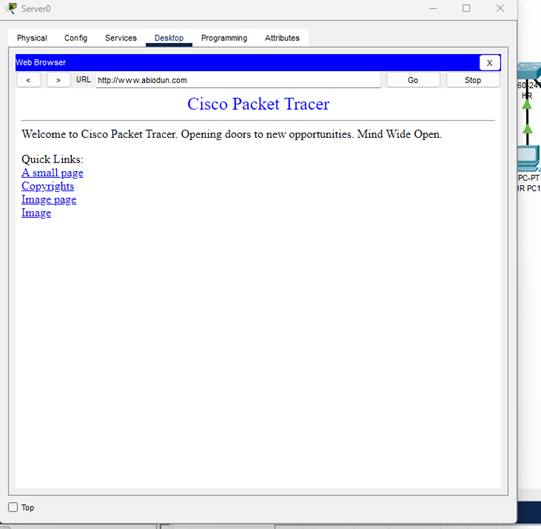 Server0
Physical Config Services Desktop Programming Attributes
Web Browser X
< > URL http://www.abiodun.com Go Stop
Cisco Packet Tracer
Welcome to Cisco Packet Tracer. Opening doors to new opportunities. Mind Wide Open.
Quick Links:
A small page
Copyrights
Image page
Image
Top
HR
PC-PT
HR PC1